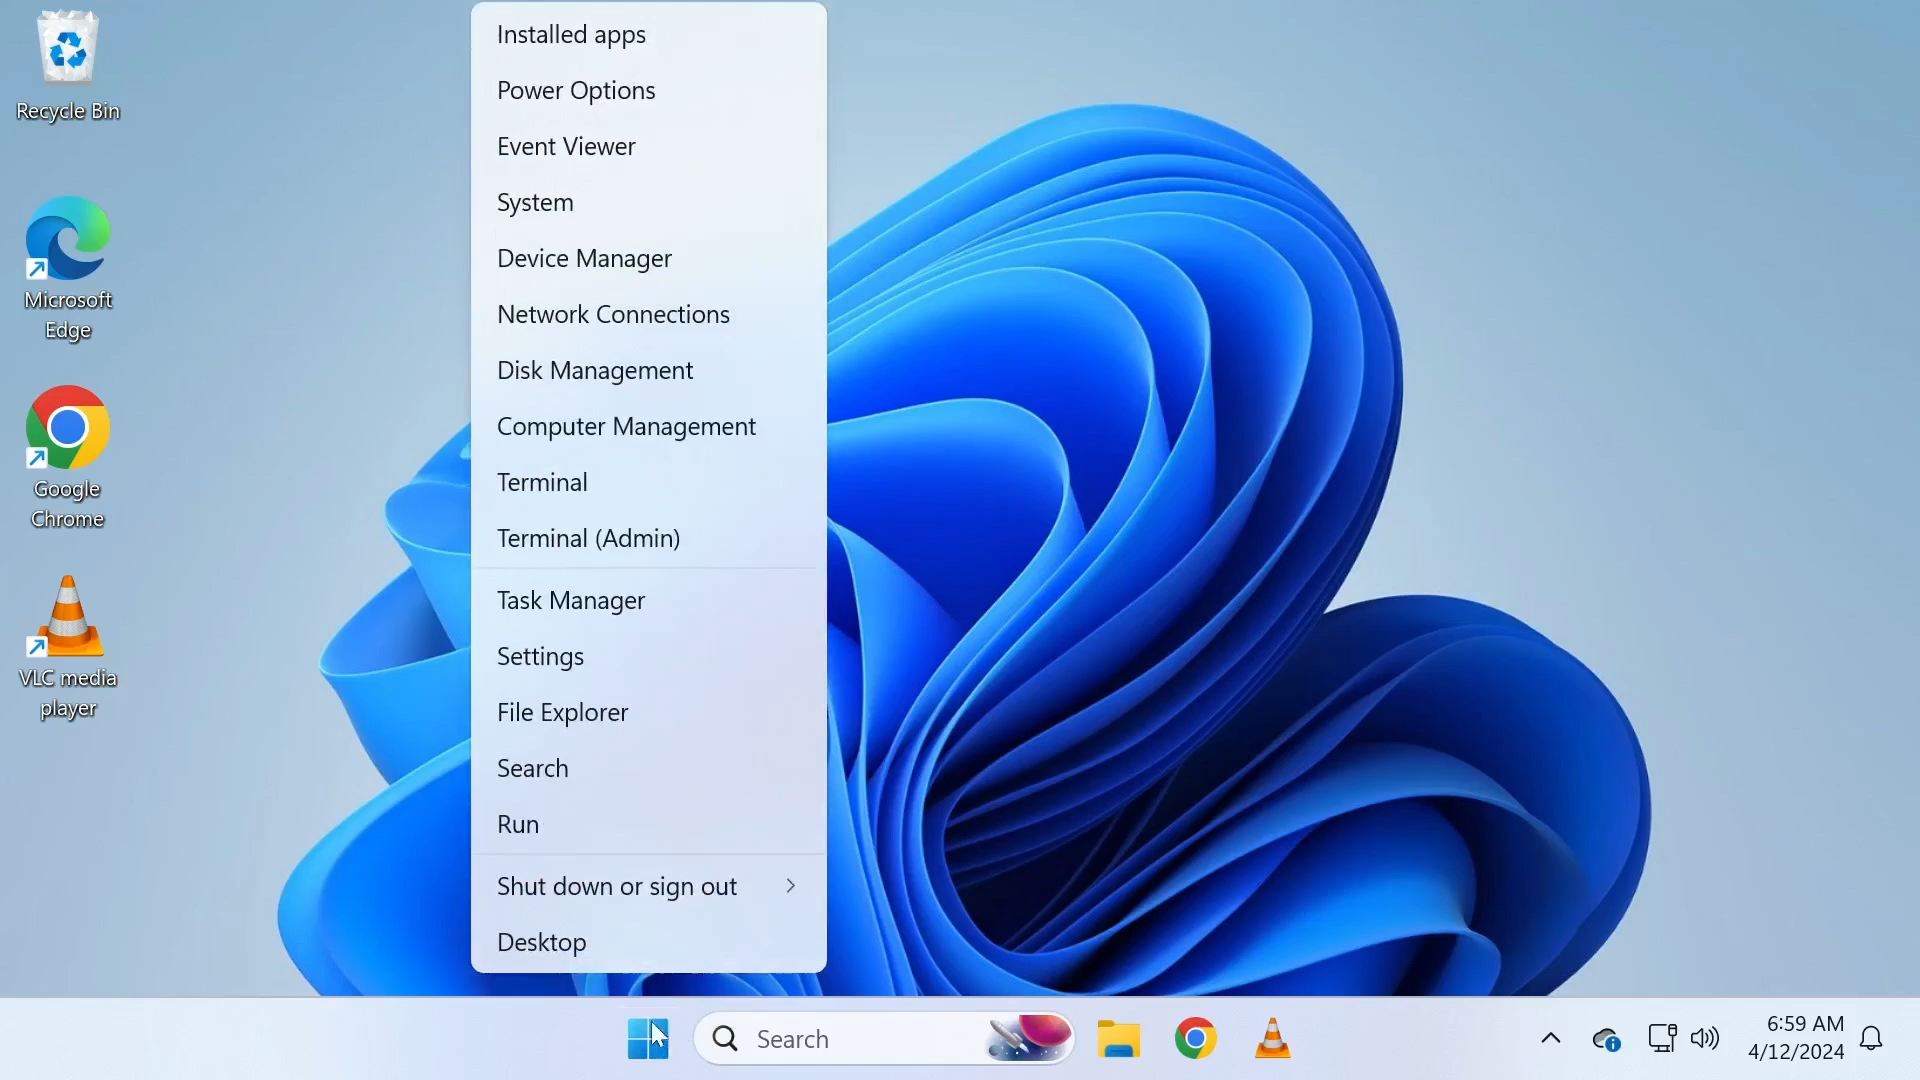 Recycle Bin
Microsoft
Edge
Google
Chrome
VLC media
player
Installed apps
Power Options
Event Viewer
System
Device Manager
Network Connections
Disk Management
Computer Management
Terminal
Terminal (Admin)
Task Manager
Settings
File Explorer
Search
Run
Shut down or sign out
Desktop
Search
6:59 AM
4/12/2024